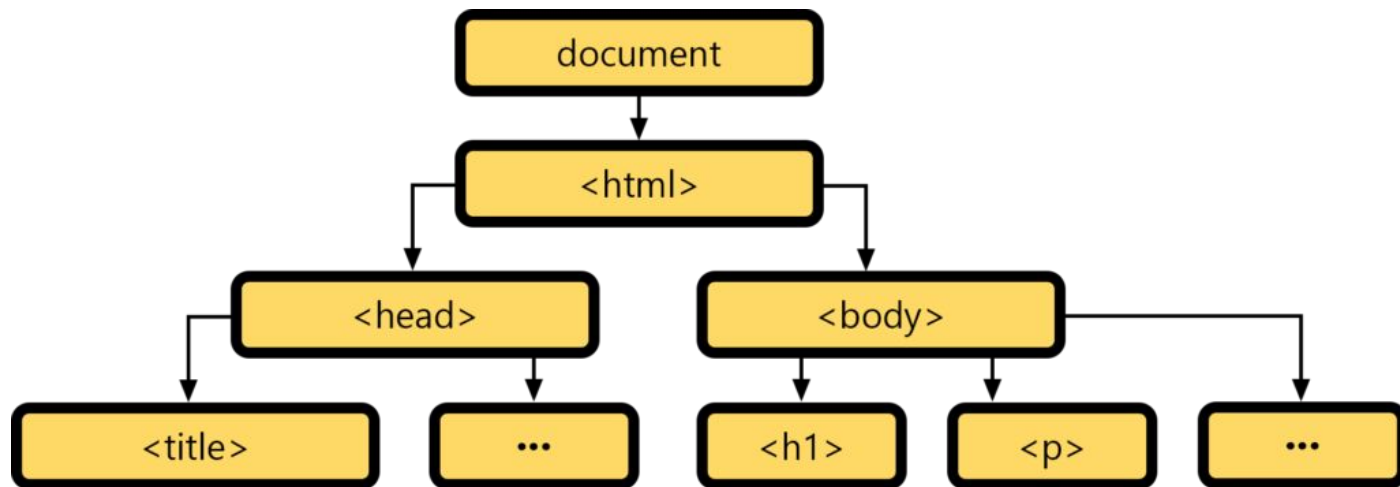 document
<html>
<head>
<body>
<title>
...
<h1>
<p>
...